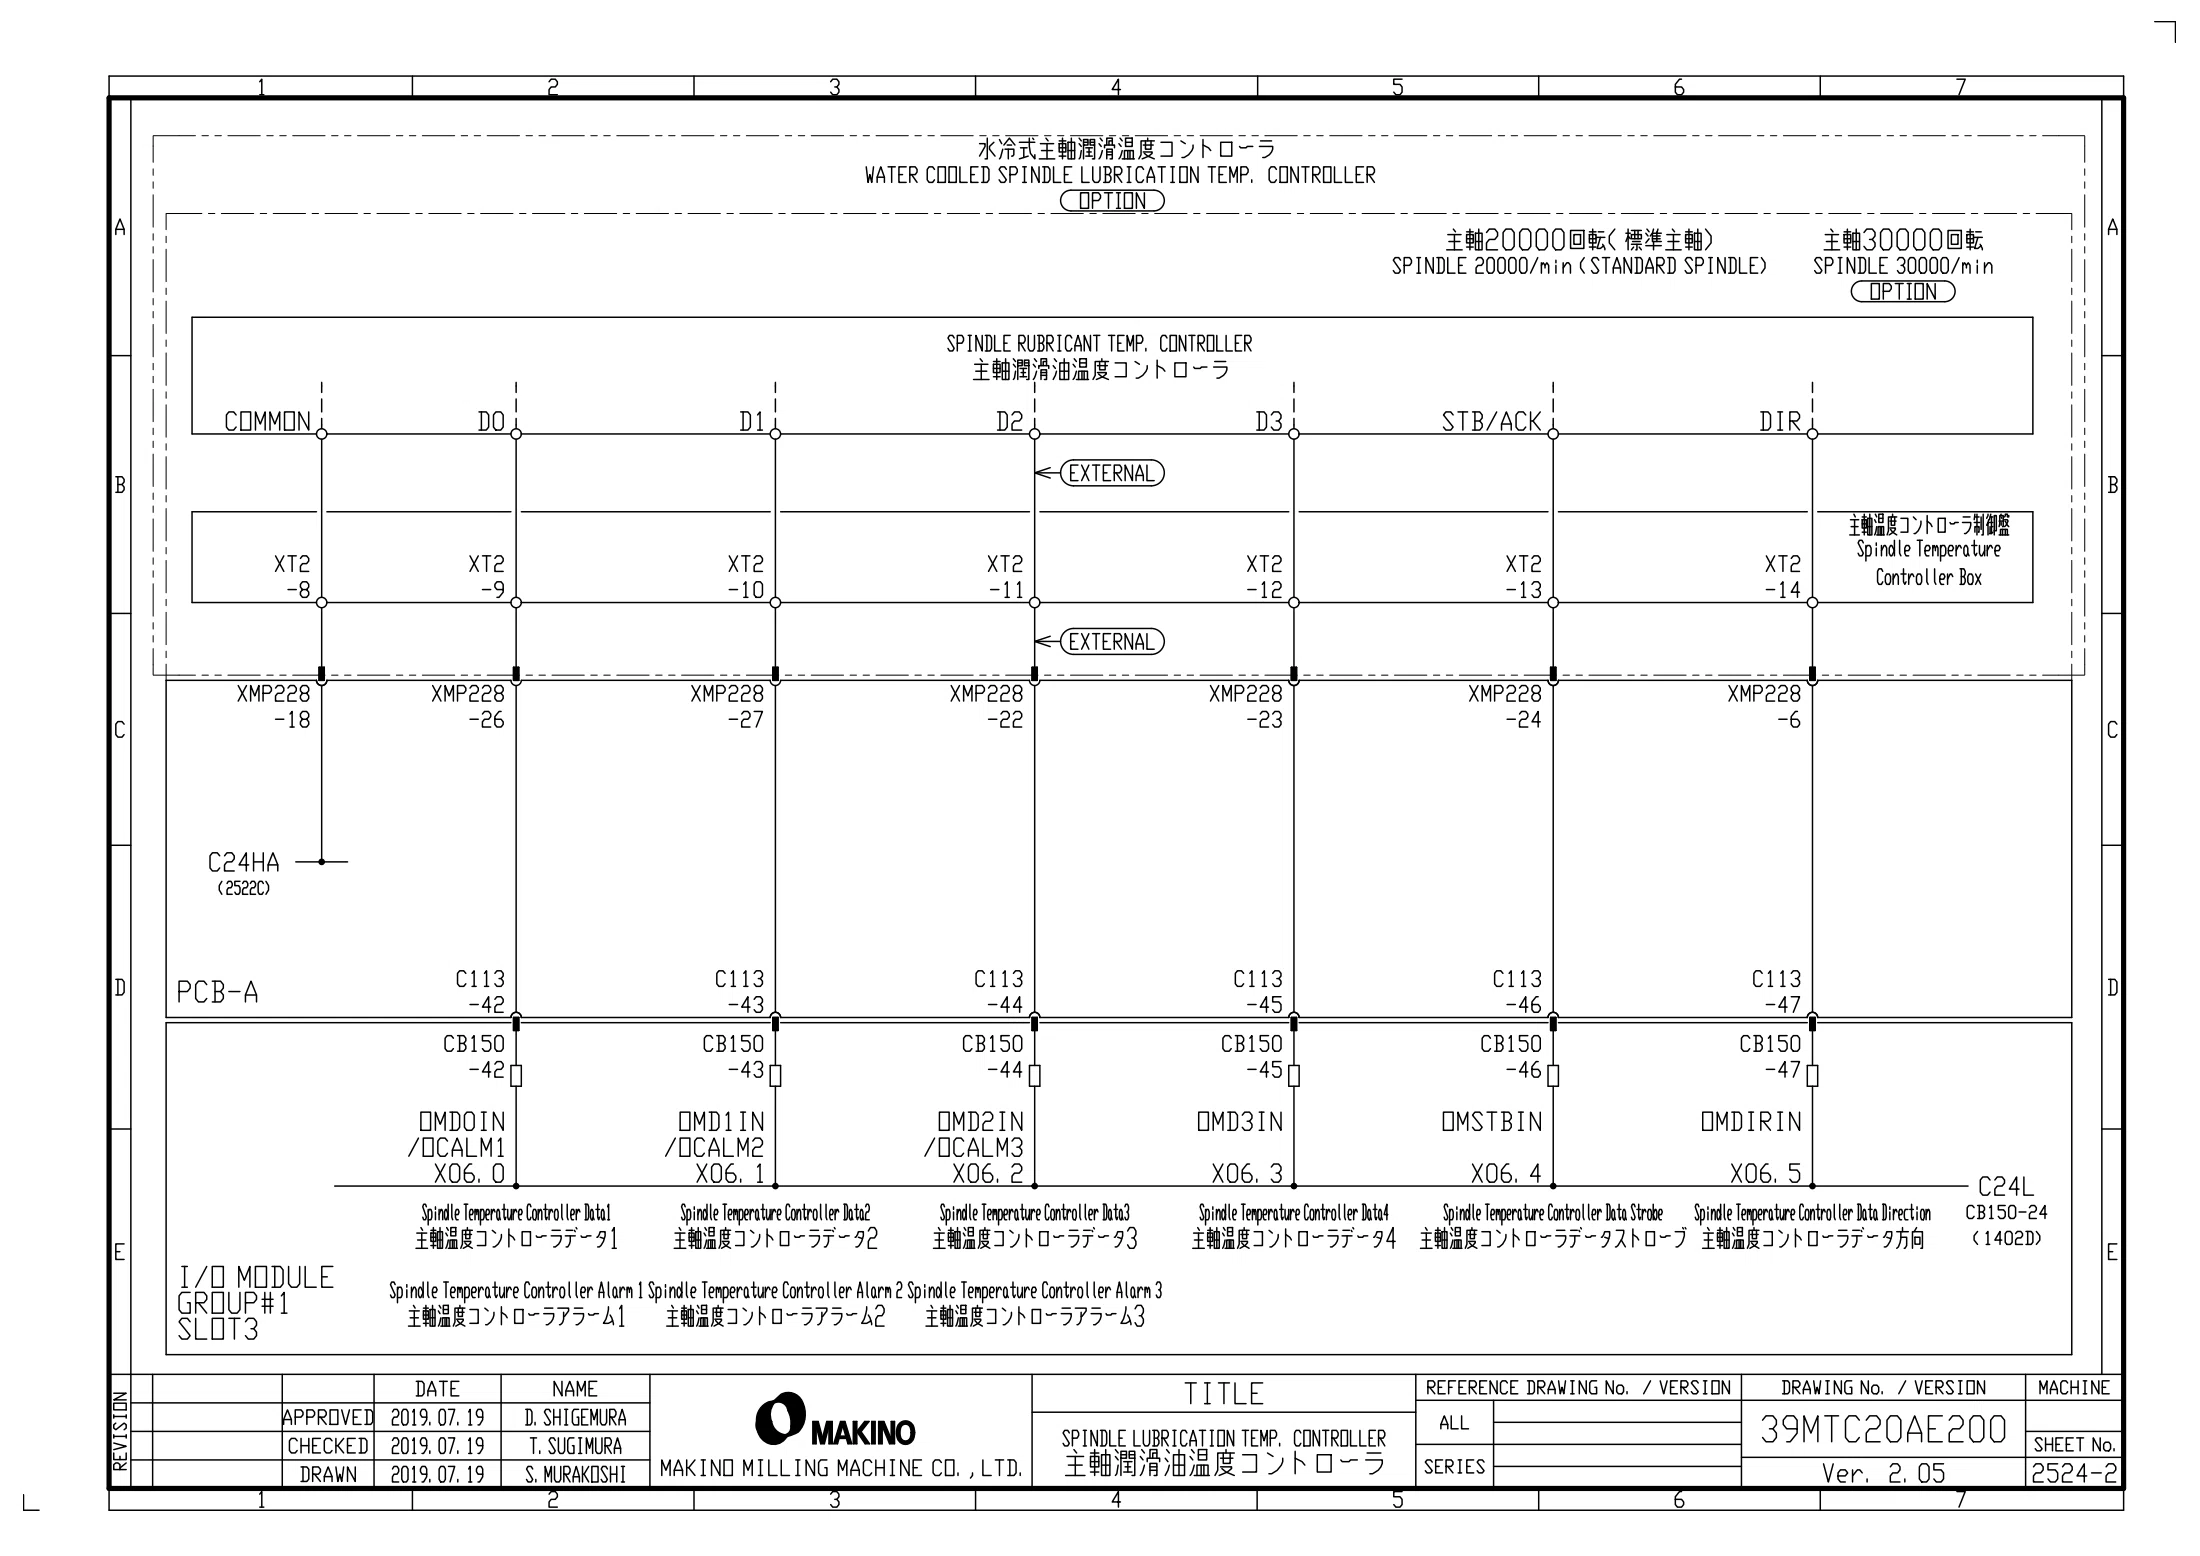 1 2 3 4 5 6 7
水冷式主軸潤滑温度コントローラ
WATER COOLED SPINDLE LUBRICATION TEMP. CONTROLLER
OPTION
A A
主軸20000回転(標準主軸) 主軸30000回転
SPINDLE 20000/min (STANDARD SPINDLE) SPINDLE 30000/min
OPTION
SPINDLE RUBRICANT TEMP. CONTROLLER
主軸潤滑油温度コントローラ
COMMON D0 D1 D2 D3 STB/ACK DIR
EXTERNAL
B B
主軸温度コントローラ制御盤
Spindle Temperature
Controller Box
XT2 XT2 XT2 XT2 XT2 XT2 XT2
-8 -9 -10 -11 -12 -13 -14
EXTERNAL
XMP228 XMP228 XMP228 XMP228 XMP228 XMP228 XMP228
-18 -26 -27 -22 -23 -24 -6
C C
C24HA
(2522C)
C113 C113 C113 C113 C113 C113
D PCB-A D
-42 -43 -44 -45 -46 -47
CB150 CB150 CB150 CB150 CB150 CB150
-42 -43 -44 -45 -46 -47
OMD0IN OMD1IN OMD2IN OMD3IN OMSTBIN OMDIRIN
/OCALM1 /OCALM2 /OCALM3
X06.0 X06.1 X06.2 X06.3 X06.4 X06.5
C24L
CB150-24
(1402D)
Spindle Temperature Controller Data1 Spindle Temperature Controller Data2 Spindle Temperature Controller Data3 Spindle Temperature Controller Data4 Spindle Temperature Controller Data Strobe Spindle Temperature Controller Data Direction
主軸温度コントローラデータ1 主軸温度コントローラデータ2 主軸温度コントローラデータ3 主軸温度コントローラデータ4 主軸温度コントローラデータストローブ 主軸温度コントローラデータ方向
E E
Spindle Temperature Controller Alarm 1 Spindle Temperature Controller Alarm 2 Spindle Temperature Controller Alarm 3
主軸温度コントローラアラーム1 主軸温度コントローラアラーム2 主軸温度コントローラアラーム3
I/O MODULE
GROUP#1
SLOT3
REVISION
DATE NAME
APPROVED 2019.07.19 D. SHIGEMURA
CHECKED 2019.07.19 T. SUGIMURA
DRAWN 2019.07.19 S. MURAKOSHI
MAKINO
MAKINO MILLING MACHINE CO.,LTD.
TITLE
SPINDLE LUBRICATION TEMP. CONTROLLER
主軸潤滑油温度コントローラ
REFERENCE DRAWING No. / VERSION
ALL
SERIES
DRAWING No. / VERSION
39MTC20AE200
Ver. 2.05
MACHINE
SHEET No.
2524-2
1 2 3 4 5 6 7